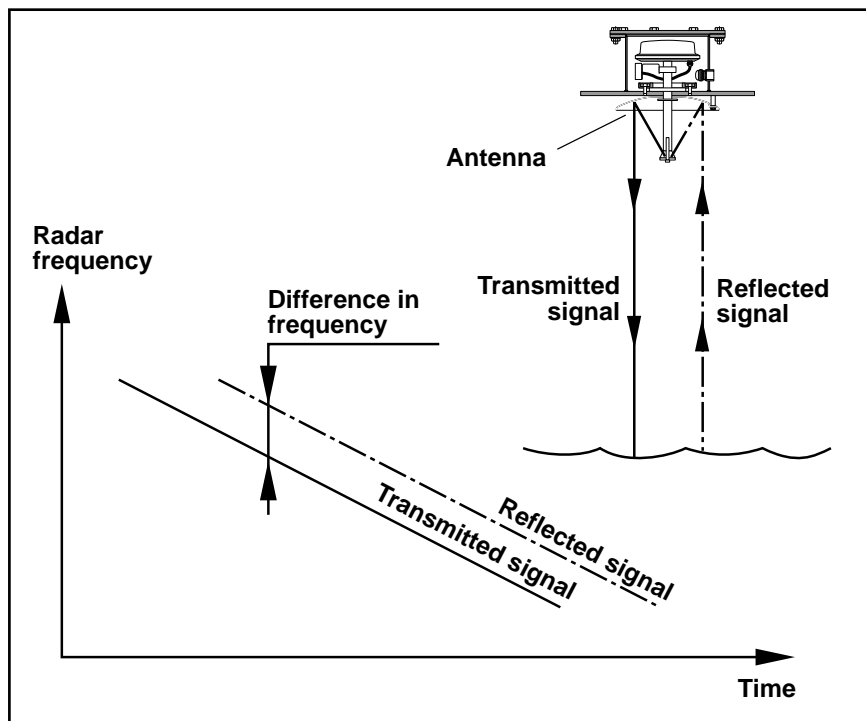 Antenna
Radar
frequency
Difference in
frequency
Transmitted
signal
Reflected
signal
Transmitted signal
Reflected signal
Time